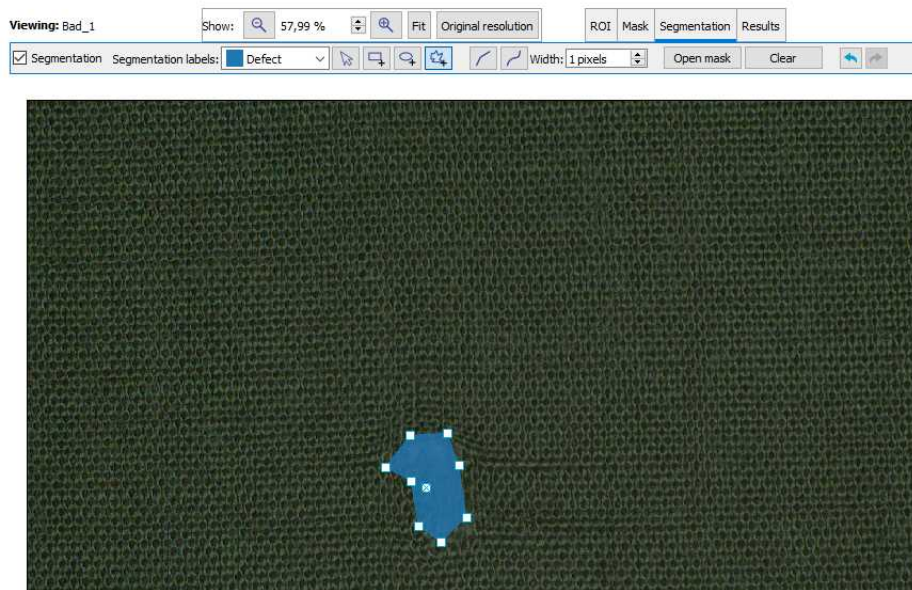 Viewing: Bad_1 Show: 57,99 % Fit Original resolution ROI Mask Segmentation Results
Segmentation Segmentation labels: Defect Width: 1 pixels Open mask Clear